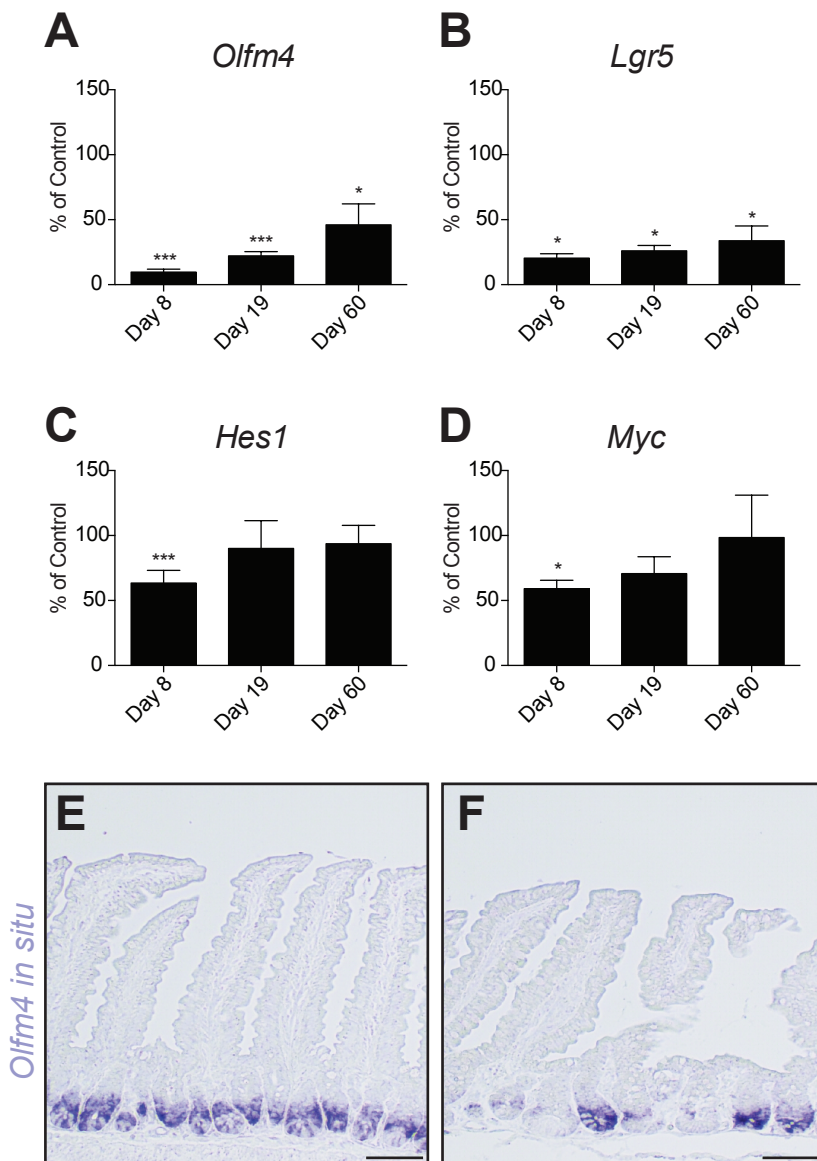 A
Olfm4
150
100
50
0
% of Control
***
***
*
Day 8
Day 19
Day 60
B
Lgr5
150
100
50
0
% of Control
*
*
*
Day 8
Day 19
Day 60
C
Hes1
150
100
50
0
% of Control
***
Day 8
Day 19
Day 60
D
Myc
150
100
50
0
% of Control
*
Day 8
Day 19
Day 60
Olfm4 in situ
E
F